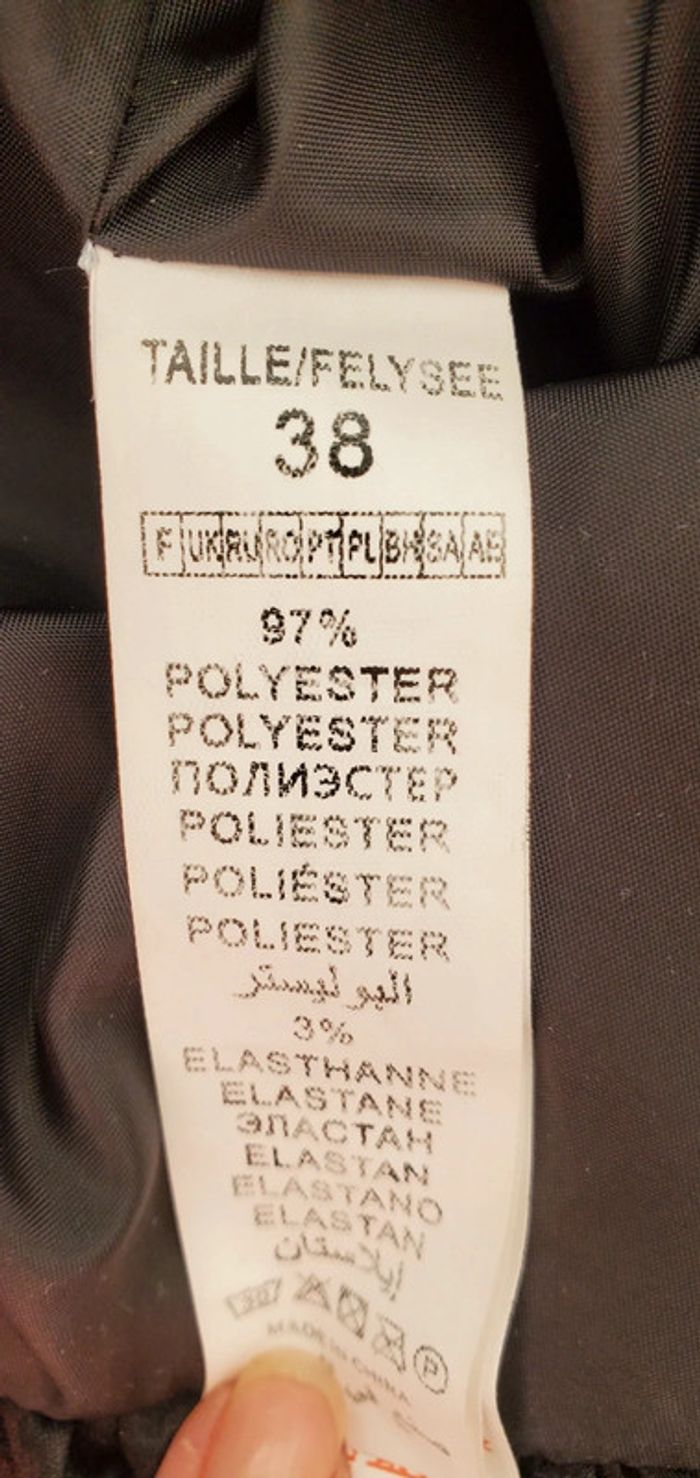 TAILLE/FELYSEE
38
F UK RU RO PT PL BH SA AE
97%
POLYESTER
POLYESTER
ПОЛИЭСТЕР
POLIESTER
POLIÉSTER
POLIESTER
3%
ELASTHANNE
ELASTANE
ЭЛАСТАН
ELASTAN
ELASTANO
ELASTAN
إيلاستان
30
P
MADE IN CHINA